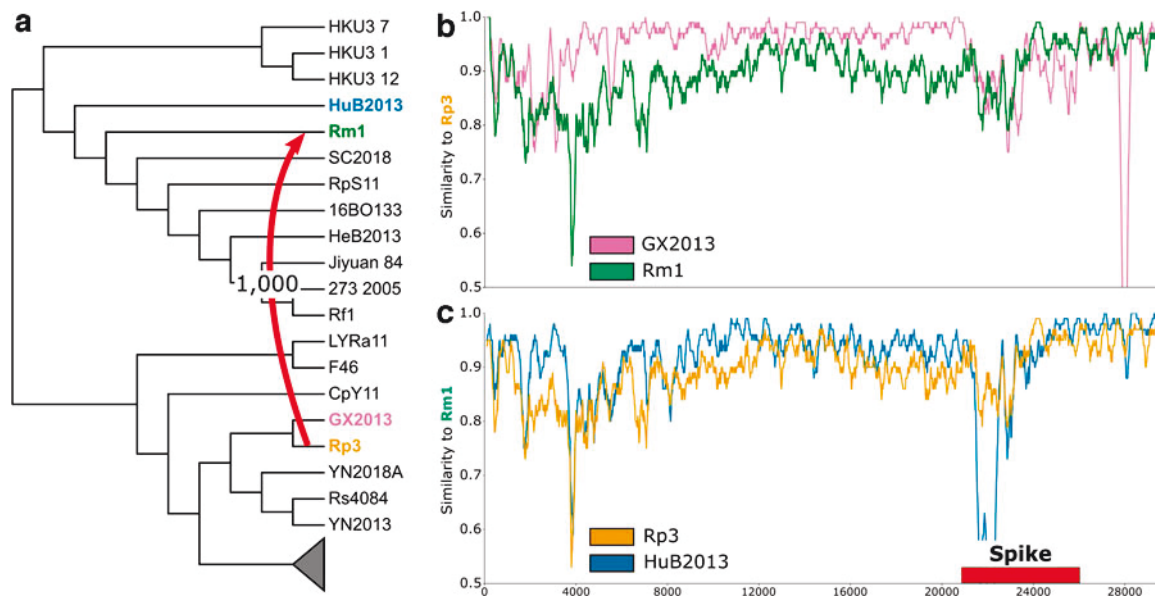 a
HKU3 7
HKU3 1
HKU3 12
HuB2013
Rm1
SC2018
RpS11
16BO133
HeB2013
Jiyuan 84
1,000
273 2005
Rf1
LYRa11
F46
CpY11
GX2013
Rp3
YN2018A
Rs4084
YN2013
b
Similarity to Rp3
1.0
0.9
0.8
0.7
0.6
0.5
GX2013
Rm1
c
Similarity to Rm1
1.0
0.9
0.8
0.7
0.6
0.5
Rp3
HuB2013
Spike
0
4000
8000
12000
16000
20000
24000
28000